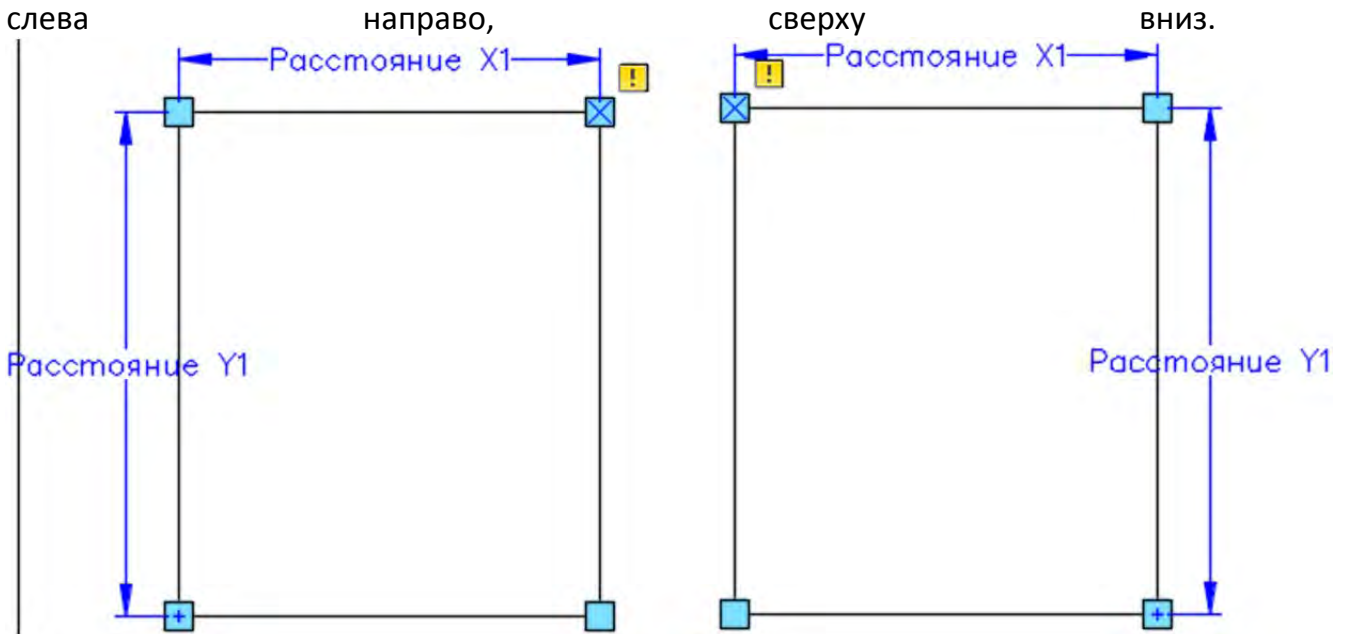 слева направо, сверху вниз.
Расстояние X1 Расстояние X1
! !
Расстояние Y1 Расстояние Y1